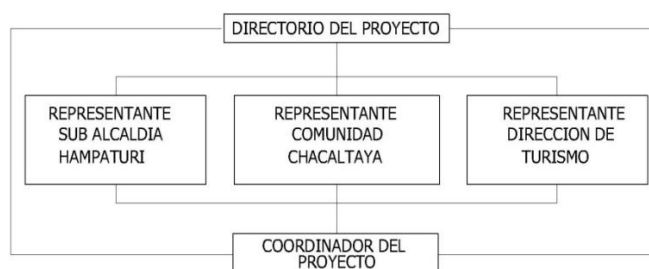 DIRECTORIO DEL PROYECTO
REPRESENTANTE
SUB ALCALDIA
HAMPATURI
REPRESENTANTE
COMUNIDAD
CHACALTAYA
REPRESENTANTE
DIRECCION DE
TURISMO
COORDINADOR DEL
PROYECTO